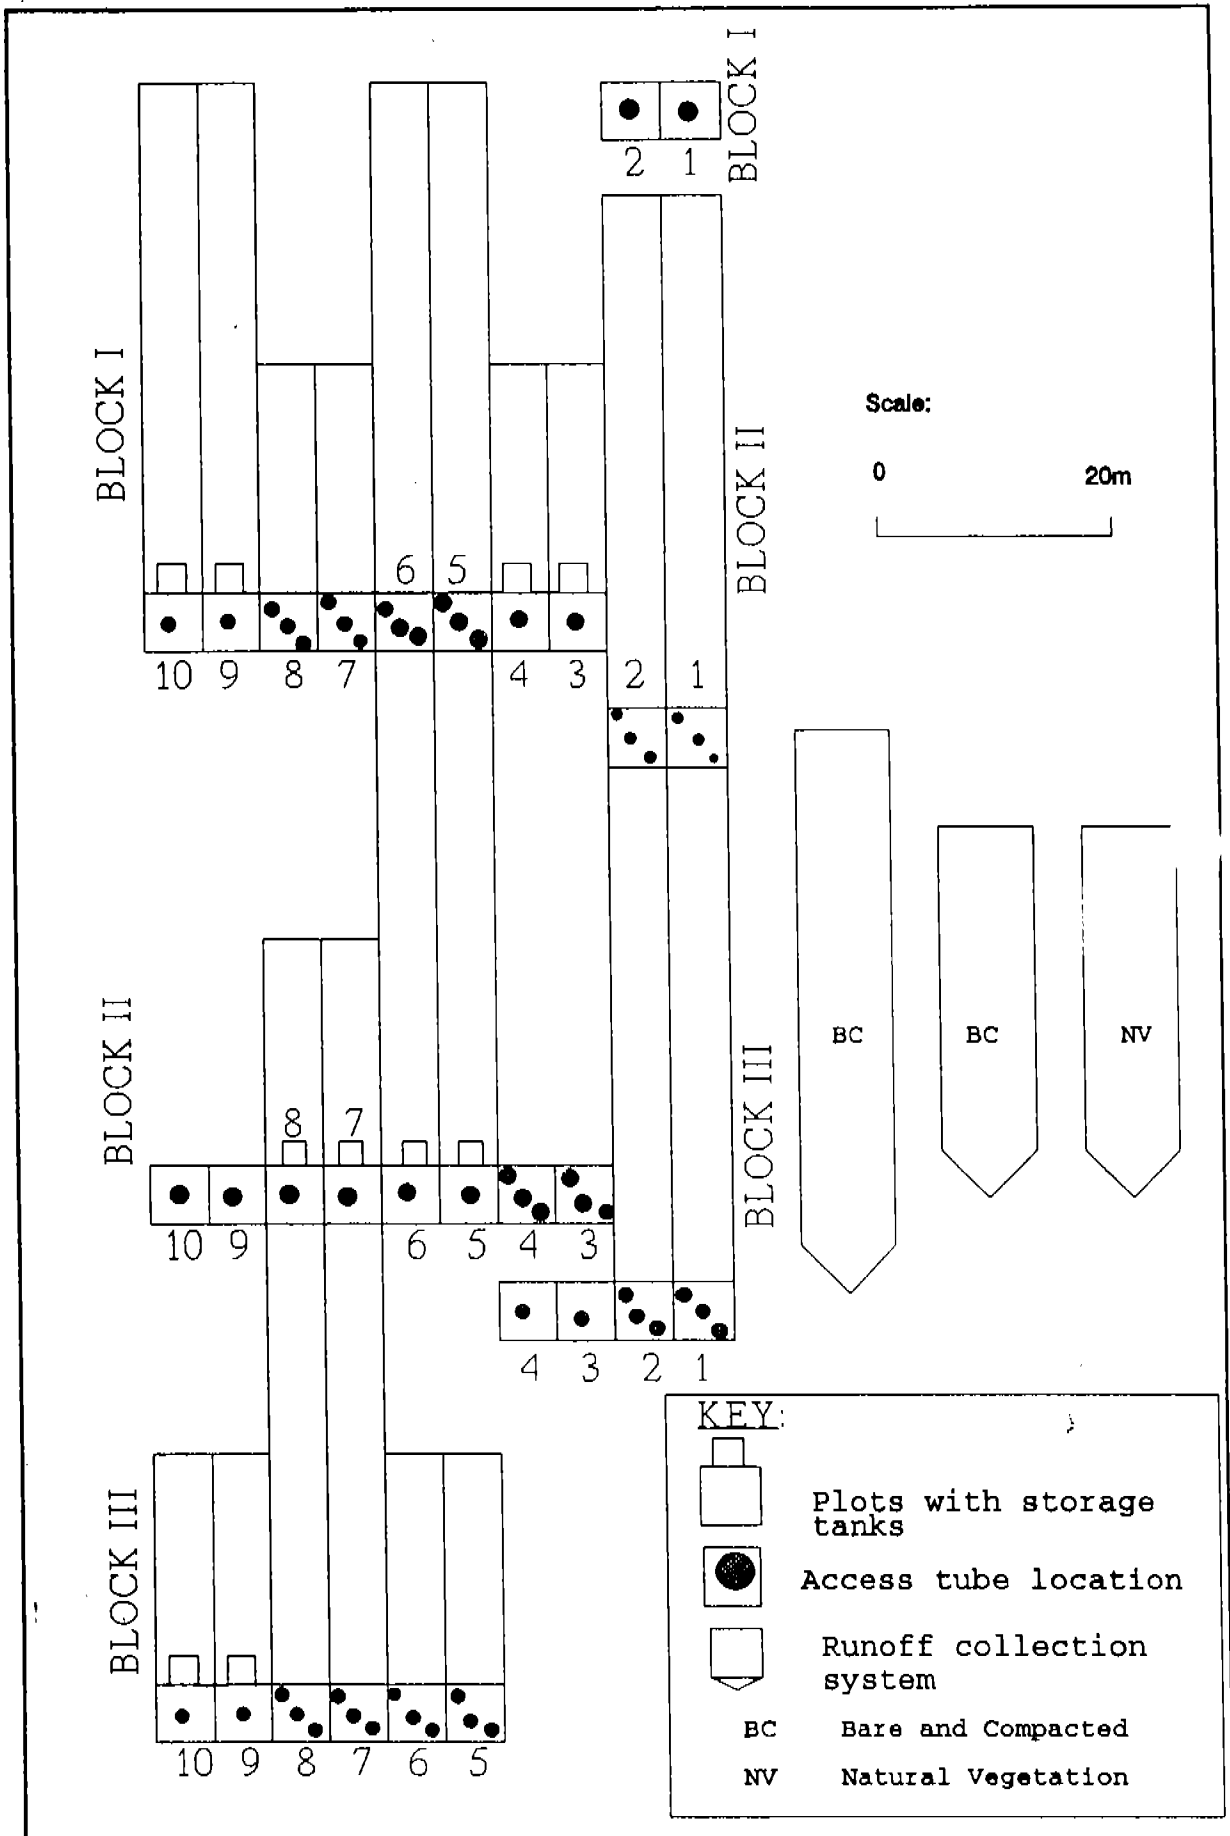 BLOCK I
2 1
BLOCK I
Scale:
0 20m
BLOCK II
6 5
10 9 8 7 4 3
2 1
BLOCK II
BC BC NV
BLOCK III
8 7
10 9 6 5 4 3
4 3 2 1
BLOCK III
10 9 8 7 6 5
KEY:
Plots with storage
tanks
Access tube location
Runoff collection
system
BC Bare and Compacted
NV Natural Vegetation